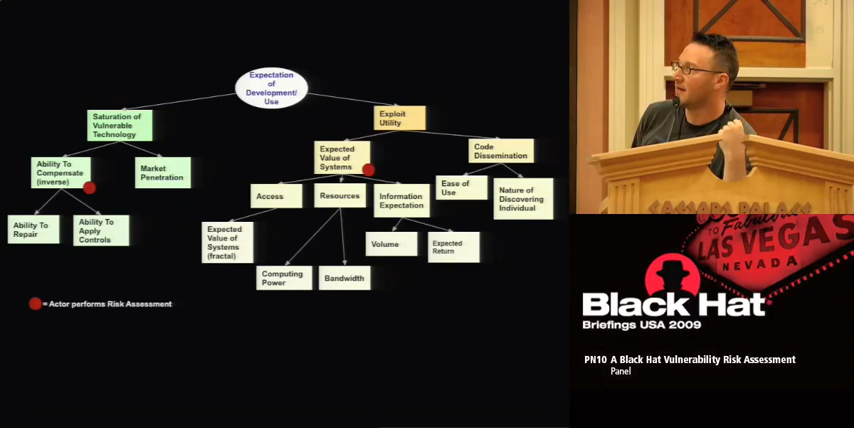 Expectation
of
Development/
Use
Saturation of
Vulnerable
Technology
Exploit
Utility
Ability To
Compensate
(inverse)
Market
Penetration
Expected
Value of
Systems
Code
Dissemination
Ability To
Repair
Ability To
Apply
Controls
Access
Resources
Information
Expectation
Ease of
Use
Nature of
Discovering
Individual
Expected
Value of
Systems
(fractal)
Computing
Power
Bandwidth
Volume
Expected
Return
= Actor performs Risk Assessment
CAESARS PALACE
TO Fabulous
LAS VEGAS
NEVADA
Black Hat
Briefings USA 2009
PN10 A Black Hat Vulnerability Risk Assessment
Panel